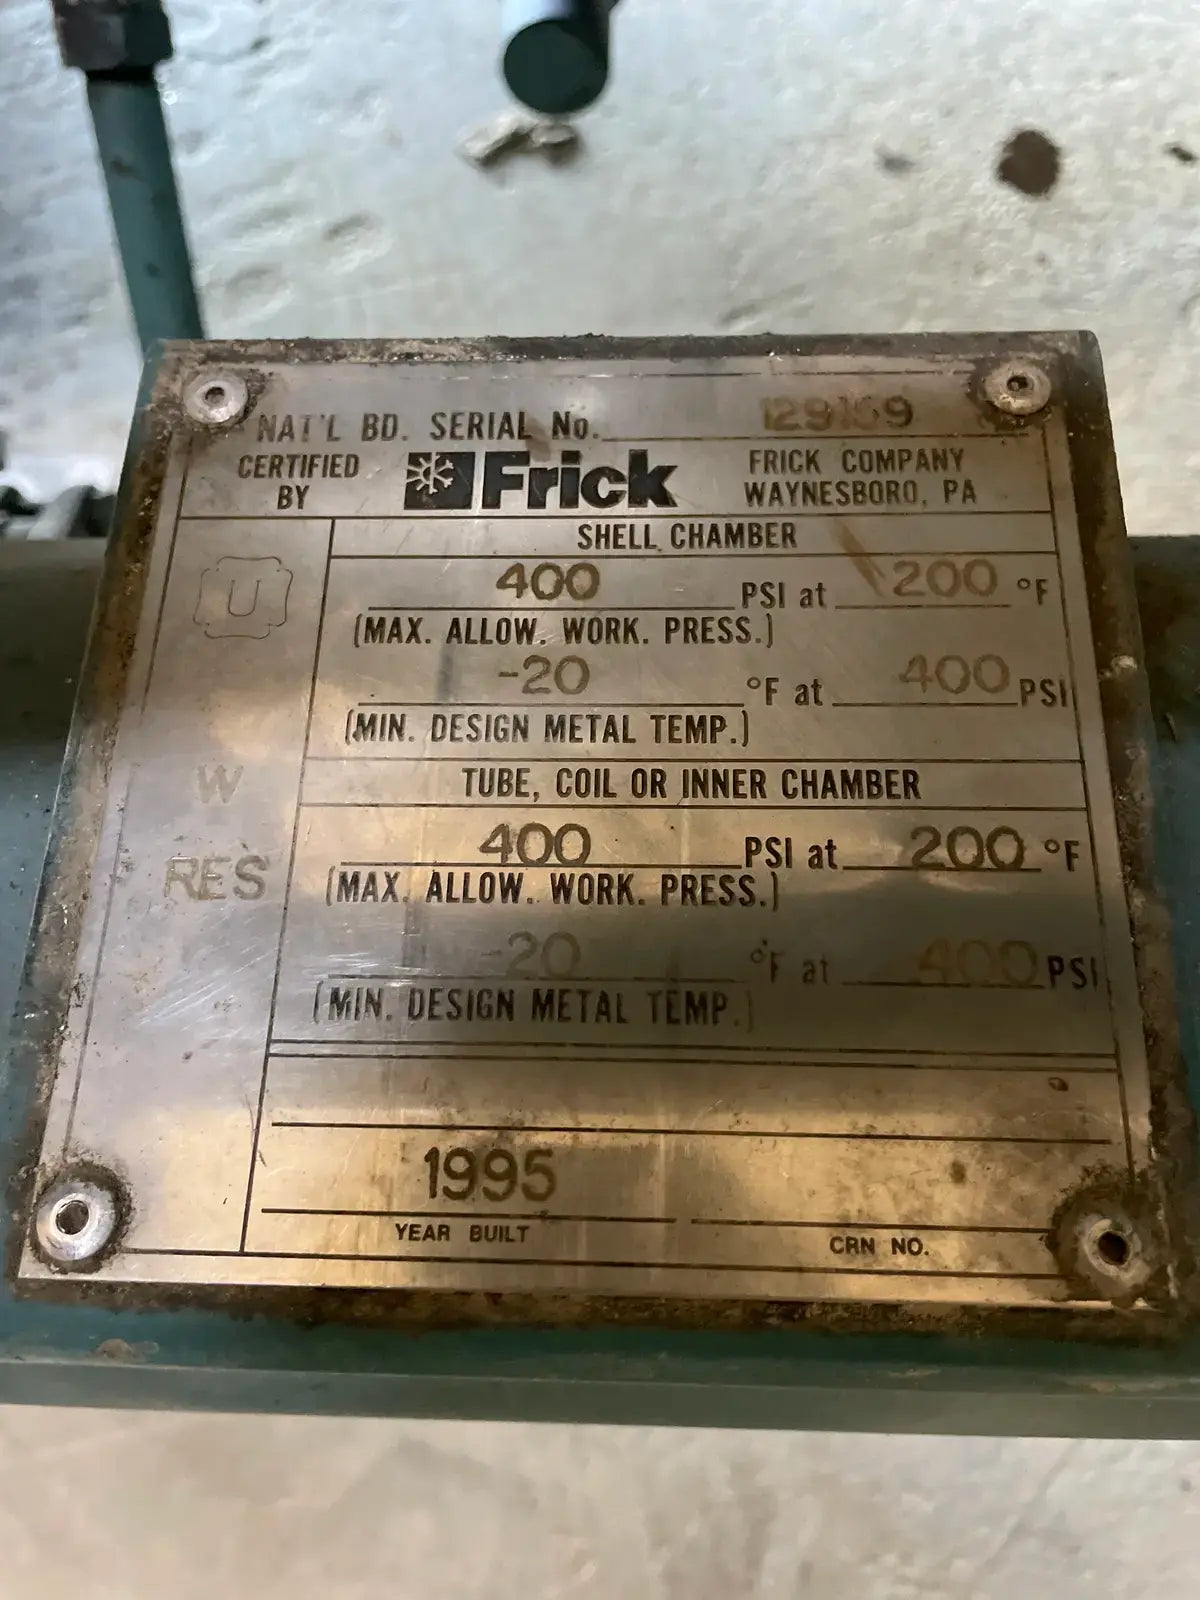 NAT'L BD. SERIAL No.
CERTIFIED BY
Frick
FRICK COMPANY
WAYNESBORO, PA
SHELL CHAMBER
U
400 PSI at 200 °F
(MAX. ALLOW. WORK. PRESS.)
-20 °F at 400 PSI
(MIN. DESIGN METAL TEMP.)
W
TUBE, COIL OR INNER CHAMBER
400 PSI at 200 °F
RES
(MAX. ALLOW. WORK. PRESS.)
-20 °F at 400 PSI
(MIN. DESIGN METAL TEMP.)
1995
YEAR BUILT
CRN NO.